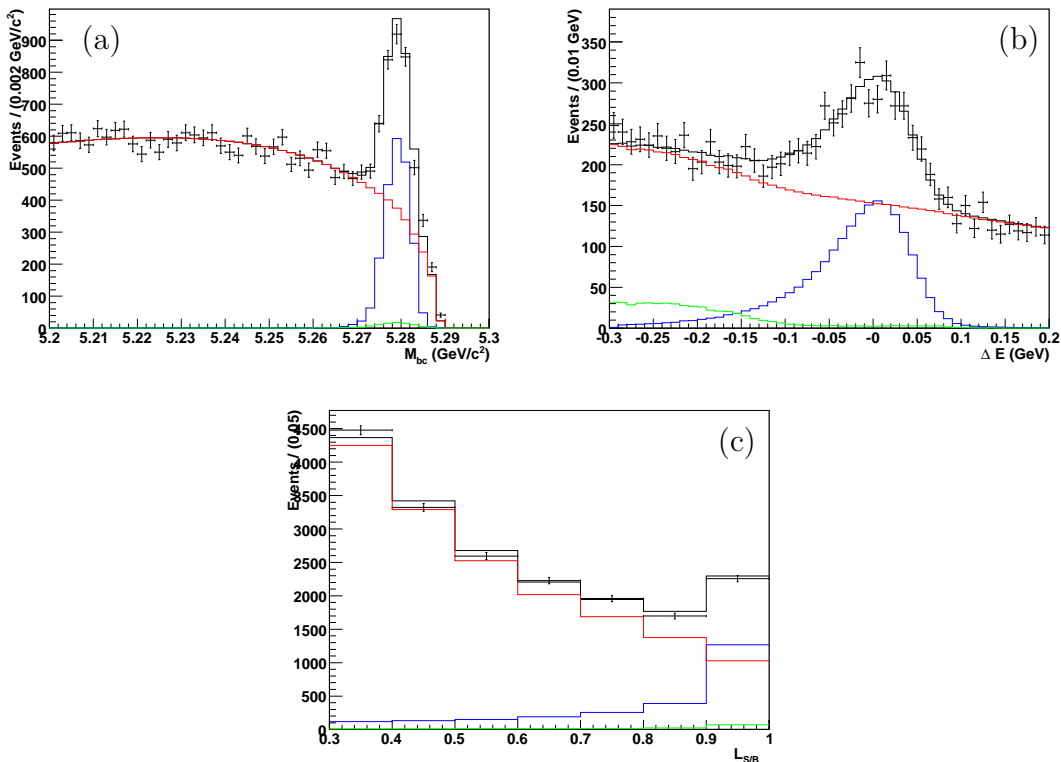 (a)
Events / (0.002 GeV/c²)
900
800
700
600
500
400
300
200
100
0
5.2 5.21 5.22 5.23 5.24 5.25 5.26 5.27 5.28 5.29 5.3
M_bc (GeV/c²)
(b)
Events / (0.01 GeV)
350
300
250
200
150
100
50
0
-0.3 -0.25 -0.2 -0.15 -0.1 -0.05 -0 0.05 0.1 0.15 0.2
Δ E (GeV)
(c)
Events / (0.05)
4500
4000
3500
3000
2500
2000
1500
1000
500
0
0.3 0.4 0.5 0.6 0.7 0.8 0.9 1
L_S/B